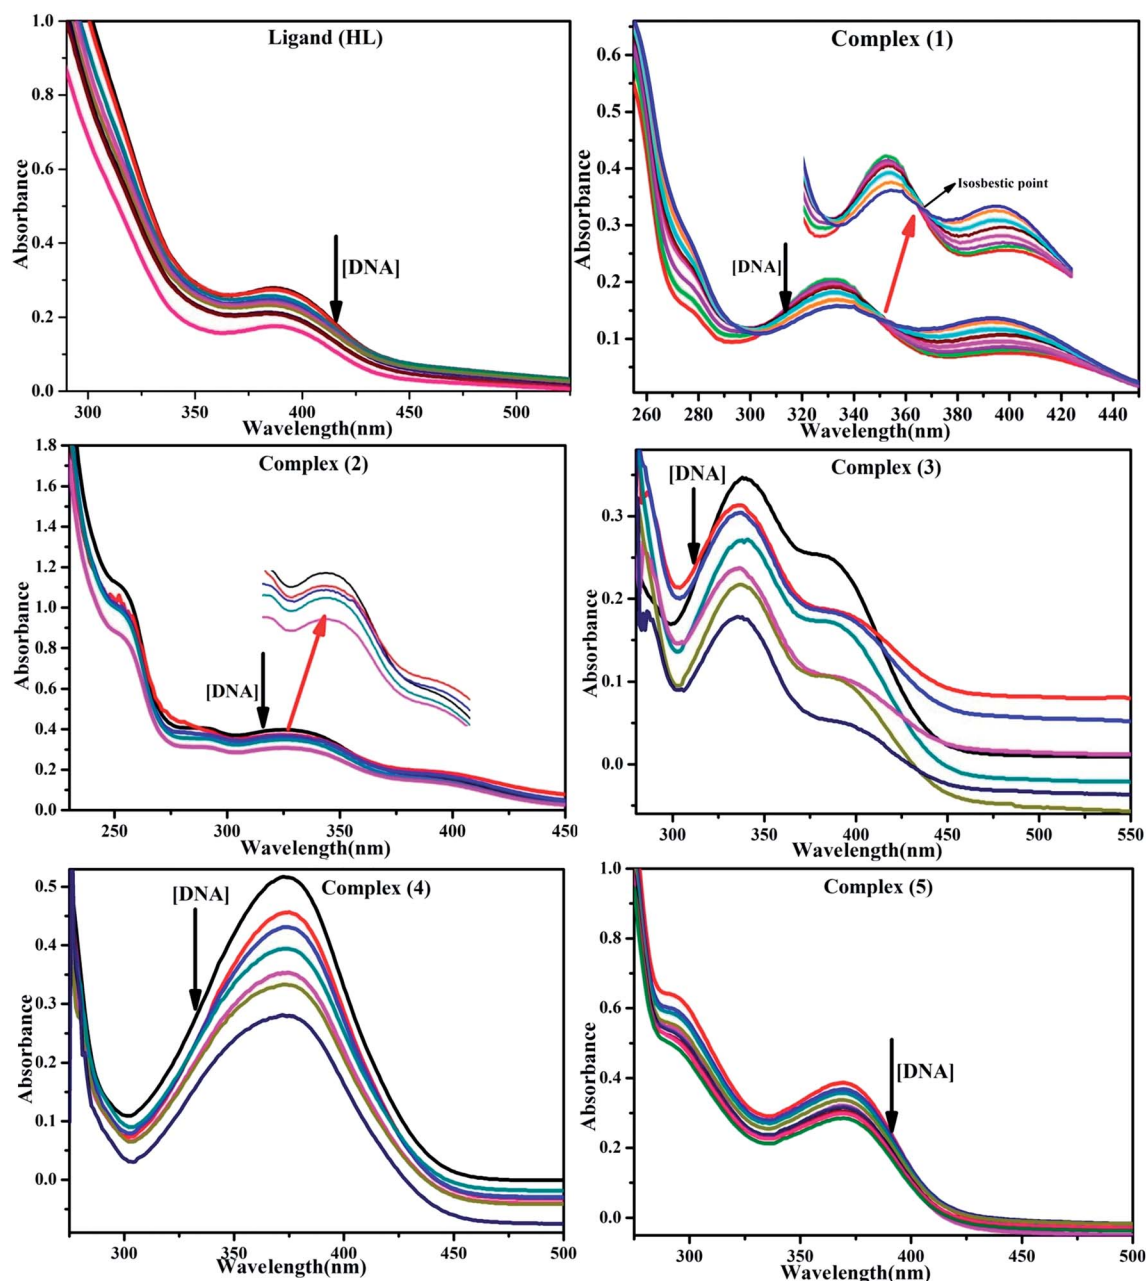 Ligand (HL)
1.0
0.8
0.6
0.4
0.2
0.0
Absorbance
[DNA]
300 350 400 450 500
Wavelength(nm)
Complex (1)
0.6
0.5
0.4
0.3
0.2
0.1
Absorbance
Isosbestic point
[DNA]
260 280 300 320 340 360 380 400 420 440
Wavelength(nm)
Complex (2)
1.8
1.6
1.4
1.2
1.0
0.8
0.6
0.4
0.2
0.0
Absorbance
[DNA]
250 300 350 400 450
Wavelength(nm)
Complex (3)
0.3
0.2
0.1
0.0
Absorbance
[DNA]
300 350 400 450 500 550
Wavelength(nm)
Complex (4)
0.5
0.4
0.3
0.2
0.1
0.0
Absorbance
[DNA]
300 350 400 450 500
Wavelength(nm)
Complex (5)
1.0
0.8
0.6
0.4
0.2
0.0
Absorbance
[DNA]
300 350 400 450 500
Wavelength(nm)